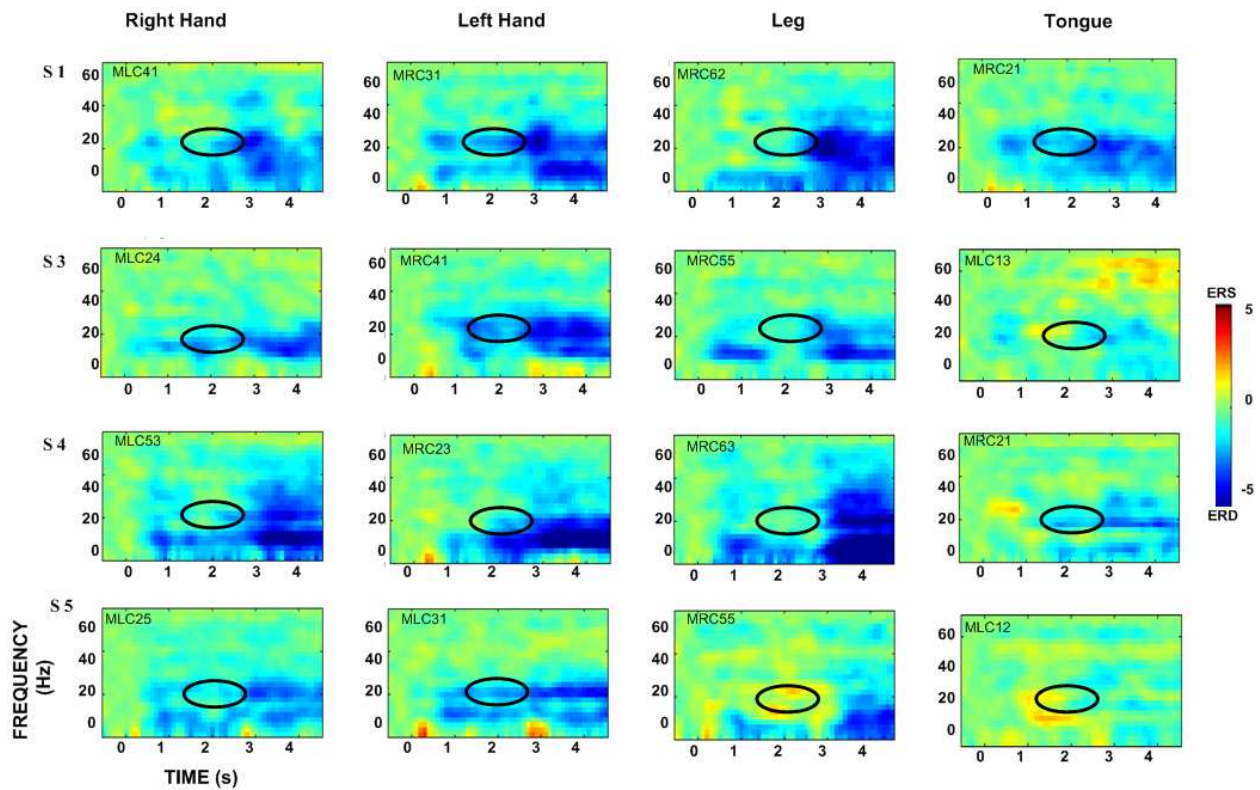 Right Hand Left Hand Leg Tongue
S 1 MLC41 MRC31 MRC62 MRC21
60 60 60 60
40 40 40 40
20 20 20 20
0 0 0 0
0 1 2 3 4 0 1 2 3 4 0 1 2 3 4 0 1 2 3 4
S 3 MLC24 MRC41 MRC55 MLC13
60 60 60 60
40 40 40 40
20 20 20 20
0 0 0 0
0 1 2 3 4 0 1 2 3 4 0 1 2 3 4 0 1 2 3 4
ERS
5
0
-5
ERD
S 4 MLC53 MRC23 MRC63 MRC21
60 60 60 60
40 40 40 40
20 20 20 20
0 0 0 0
0 1 2 3 4 0 1 2 3 4 0 1 2 3 4 0 1 2 3 4
S 5 MLC25 MLC31 MRC55 MLC12
60 60 60 60
40 40 40 40
20 20 20 20
0 0 0 0
0 1 2 3 4 0 1 2 3 4 0 1 2 3 4 0 1 2 3 4
FREQUENCY
(Hz)
TIME (s)